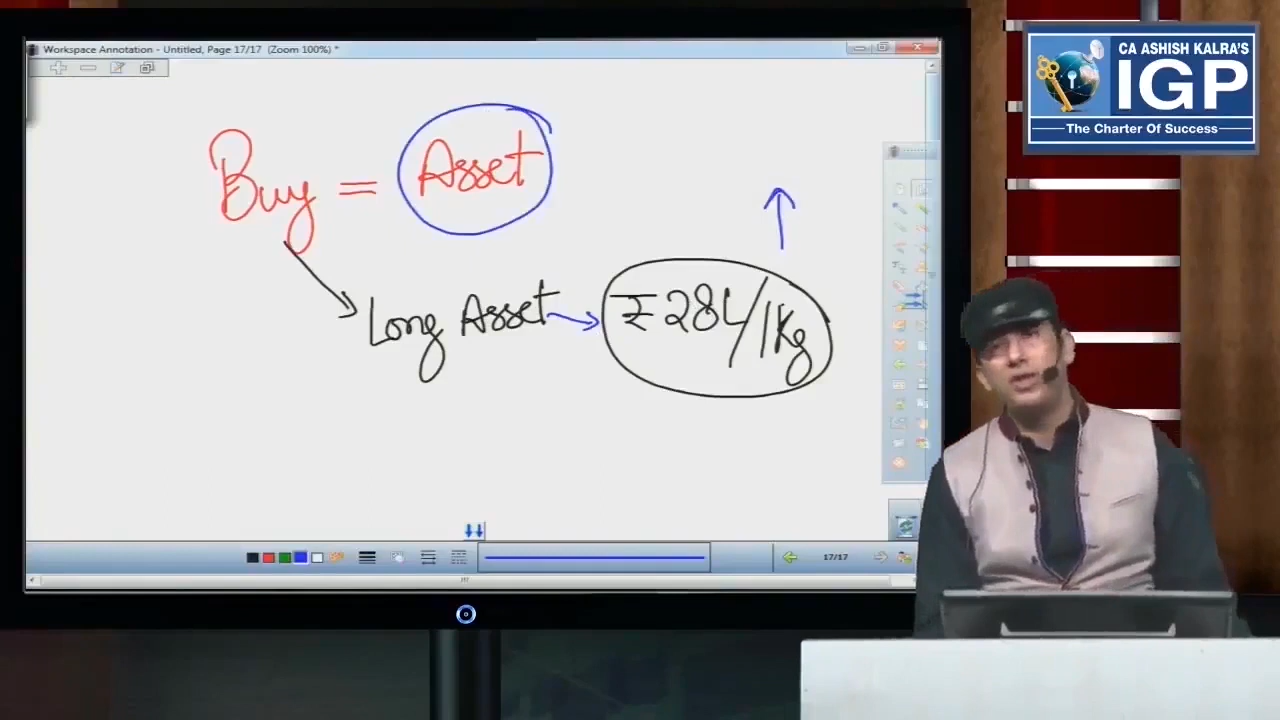 Workspace Annotation - Untitled, Page 17/17 (Zoom 100%) *
CA ASHISH KALRA'S
IGP
The Charter Of Success
Buy = Asset
Long Asset → ₹28L/1Kg
17/17